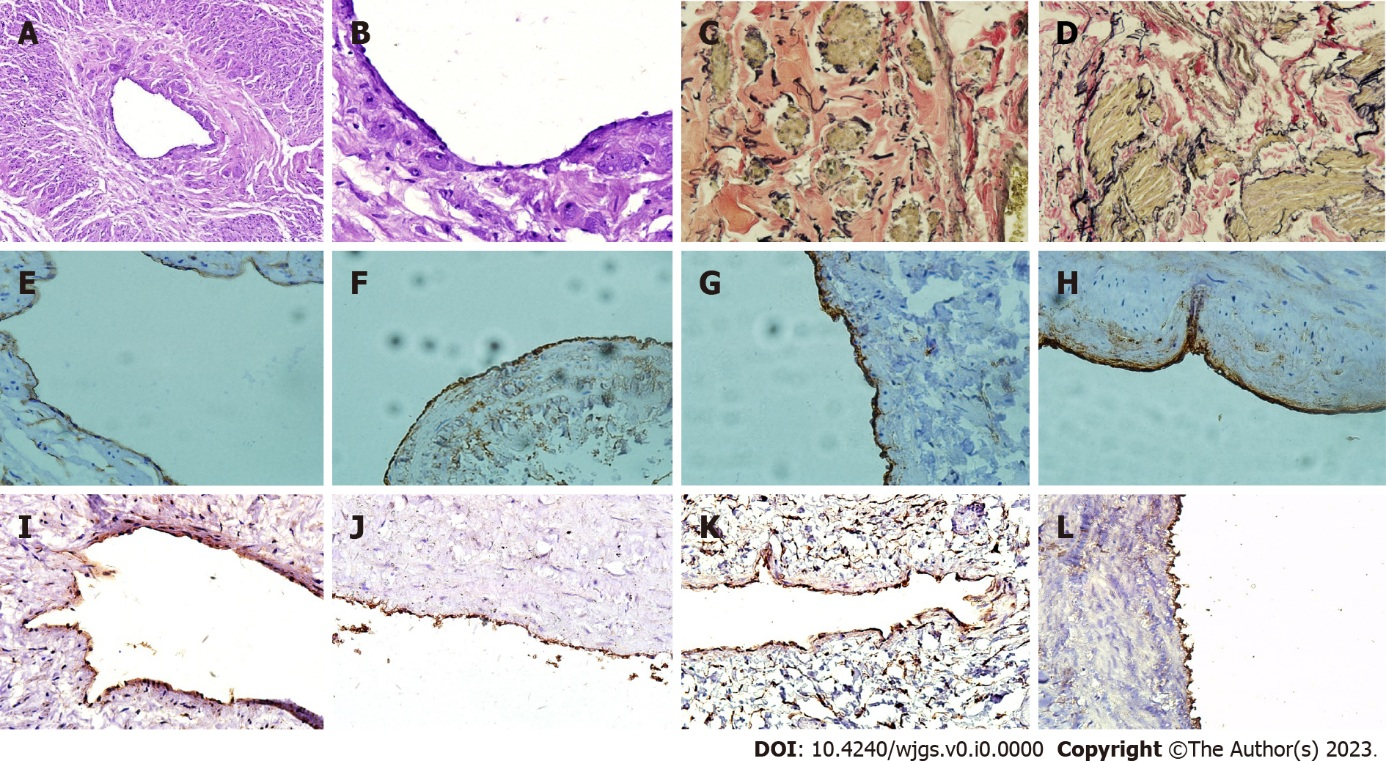 A B C D
E F G H
I J K L
DOI: 10.4240/wjgs.v0.i0.0000 Copyright ©The Author(s) 2023.